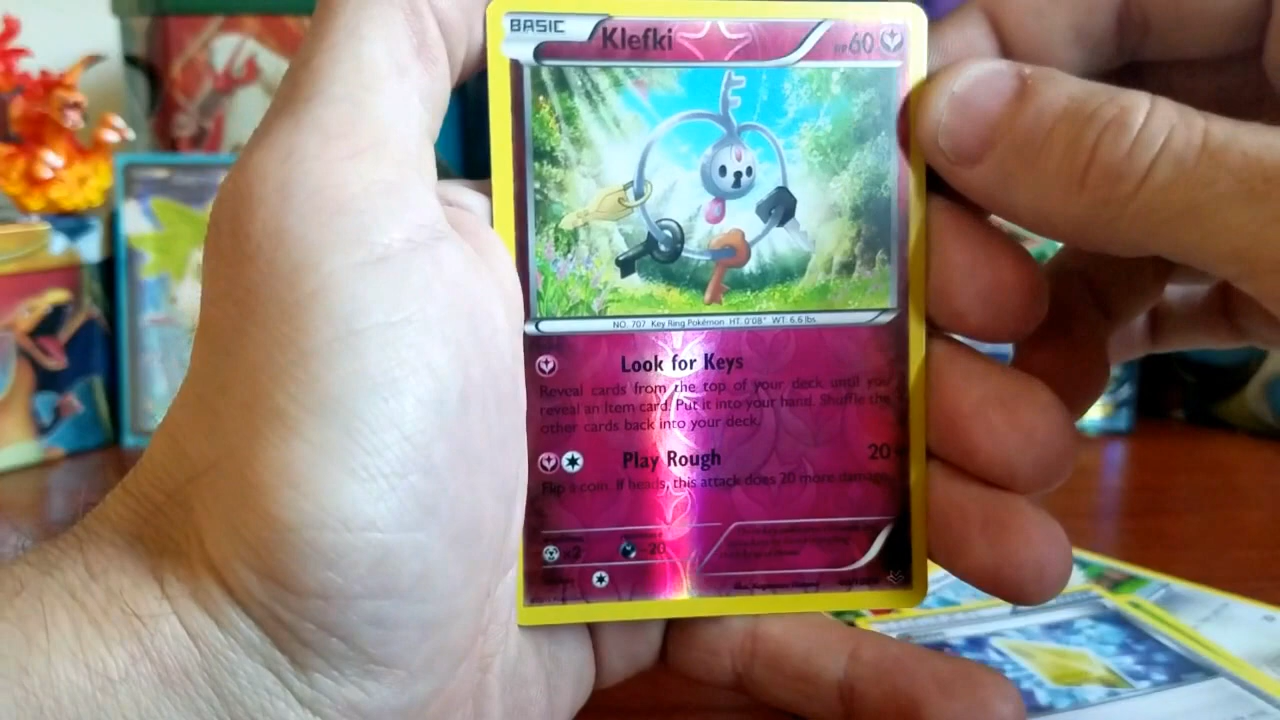 BASIC Klefki HP60
NO. 707 Key Ring Pokémon HT: 0'08" WT: 6.6 lbs.
Look for Keys
Reveal cards from the top of your deck until you
reveal an Item card. Put it into your hand. Shuffle the
other cards back into your deck.
Play Rough 20+
Flip a coin. If heads, this attack does 20 more damage.
×2 -20